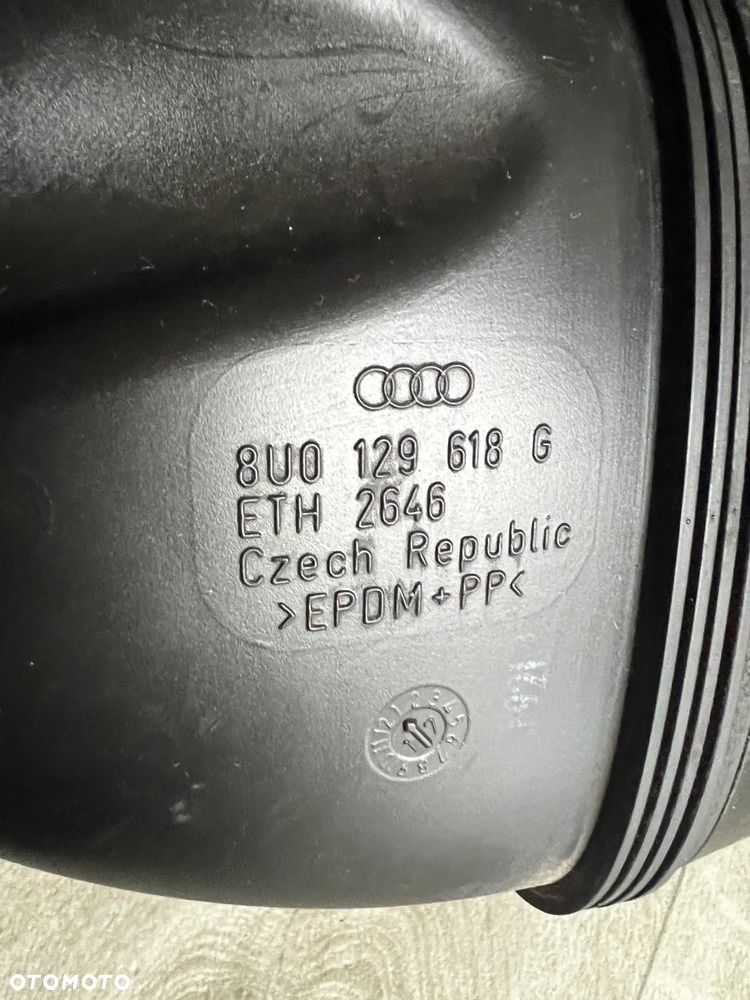 8U0 129 618 G
ETH 2646
Czech Republic
>EPDM+PP<
OTOMOTO